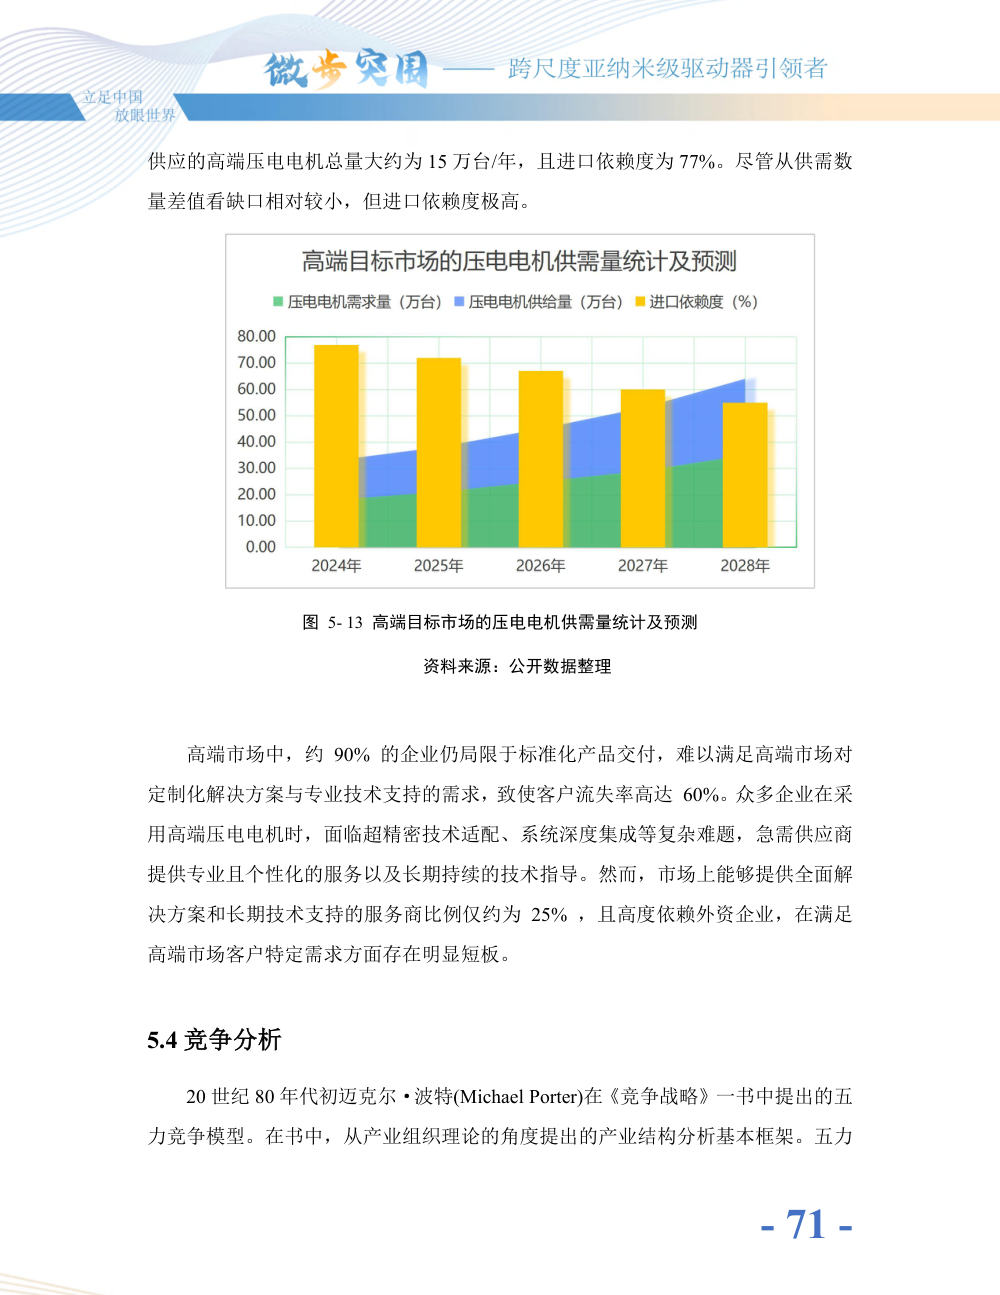 微步突围 —— 跨尺度亚纳米级驱动器引领者
立足中国
放眼世界
供应的高端压电电机总量大约为 15 万台/年，且进口依赖度为 77%。尽管从供需数
量差值看缺口相对较小，但进口依赖度极高。
高端目标市场的压电电机供需量统计及预测
压电电机需求量（万台） 压电电机供给量（万台） 进口依赖度（%）
80.00
70.00
60.00
50.00
40.00
30.00
20.00
10.00
0.00
2024年 2025年 2026年 2027年 2028年
图 5- 13 高端目标市场的压电电机供需量统计及预测
资料来源：公开数据整理
高端市场中，约 90% 的企业仍局限于标准化产品交付，难以满足高端市场对
定制化解决方案与专业技术支持的需求，致使客户流失率高达 60%。众多企业在采
用高端压电电机时，面临超精密技术适配、系统深度集成等复杂难题，急需供应商
提供专业且个性化的服务以及长期持续的技术指导。然而，市场上能够提供全面解
决方案和长期技术支持的服务商比例仅约为 25% ，且高度依赖外资企业，在满足
高端市场客户特定需求方面存在明显短板。
5.4 竞争分析
20 世纪 80 年代初迈克尔·波特(Michael Porter)在《竞争战略》一书中提出的五
力竞争模型。在书中，从产业组织理论的角度提出的产业结构分析基本框架。五力
- 71 -